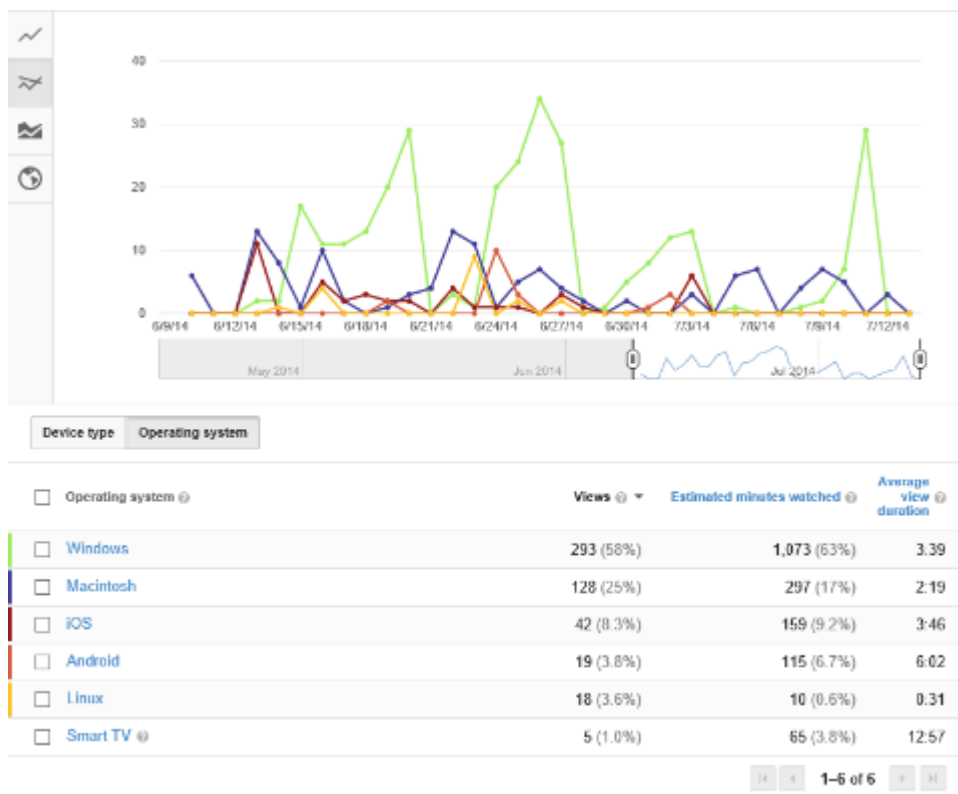 40
30
20
10
0
6/9/14 6/12/14 6/15/14 6/18/14 6/21/14 6/24/14 6/27/14 6/30/14 7/3/14 7/6/14 7/9/14 7/12/14
May 2014 Jun 2014 Jul 2014
Device type Operating system
Operating system Views Estimated minutes watched Average view duration
Windows 293 (58%) 1,073 (63%) 3:39
Macintosh 128 (25%) 297 (17%) 2:19
iOS 42 (8.3%) 159 (9.2%) 3:46
Android 19 (3.8%) 115 (6.7%) 6:02
Linux 18 (3.6%) 10 (0.6%) 0:31
Smart TV 5 (1.0%) 65 (3.8%) 12:57
1–6 of 6